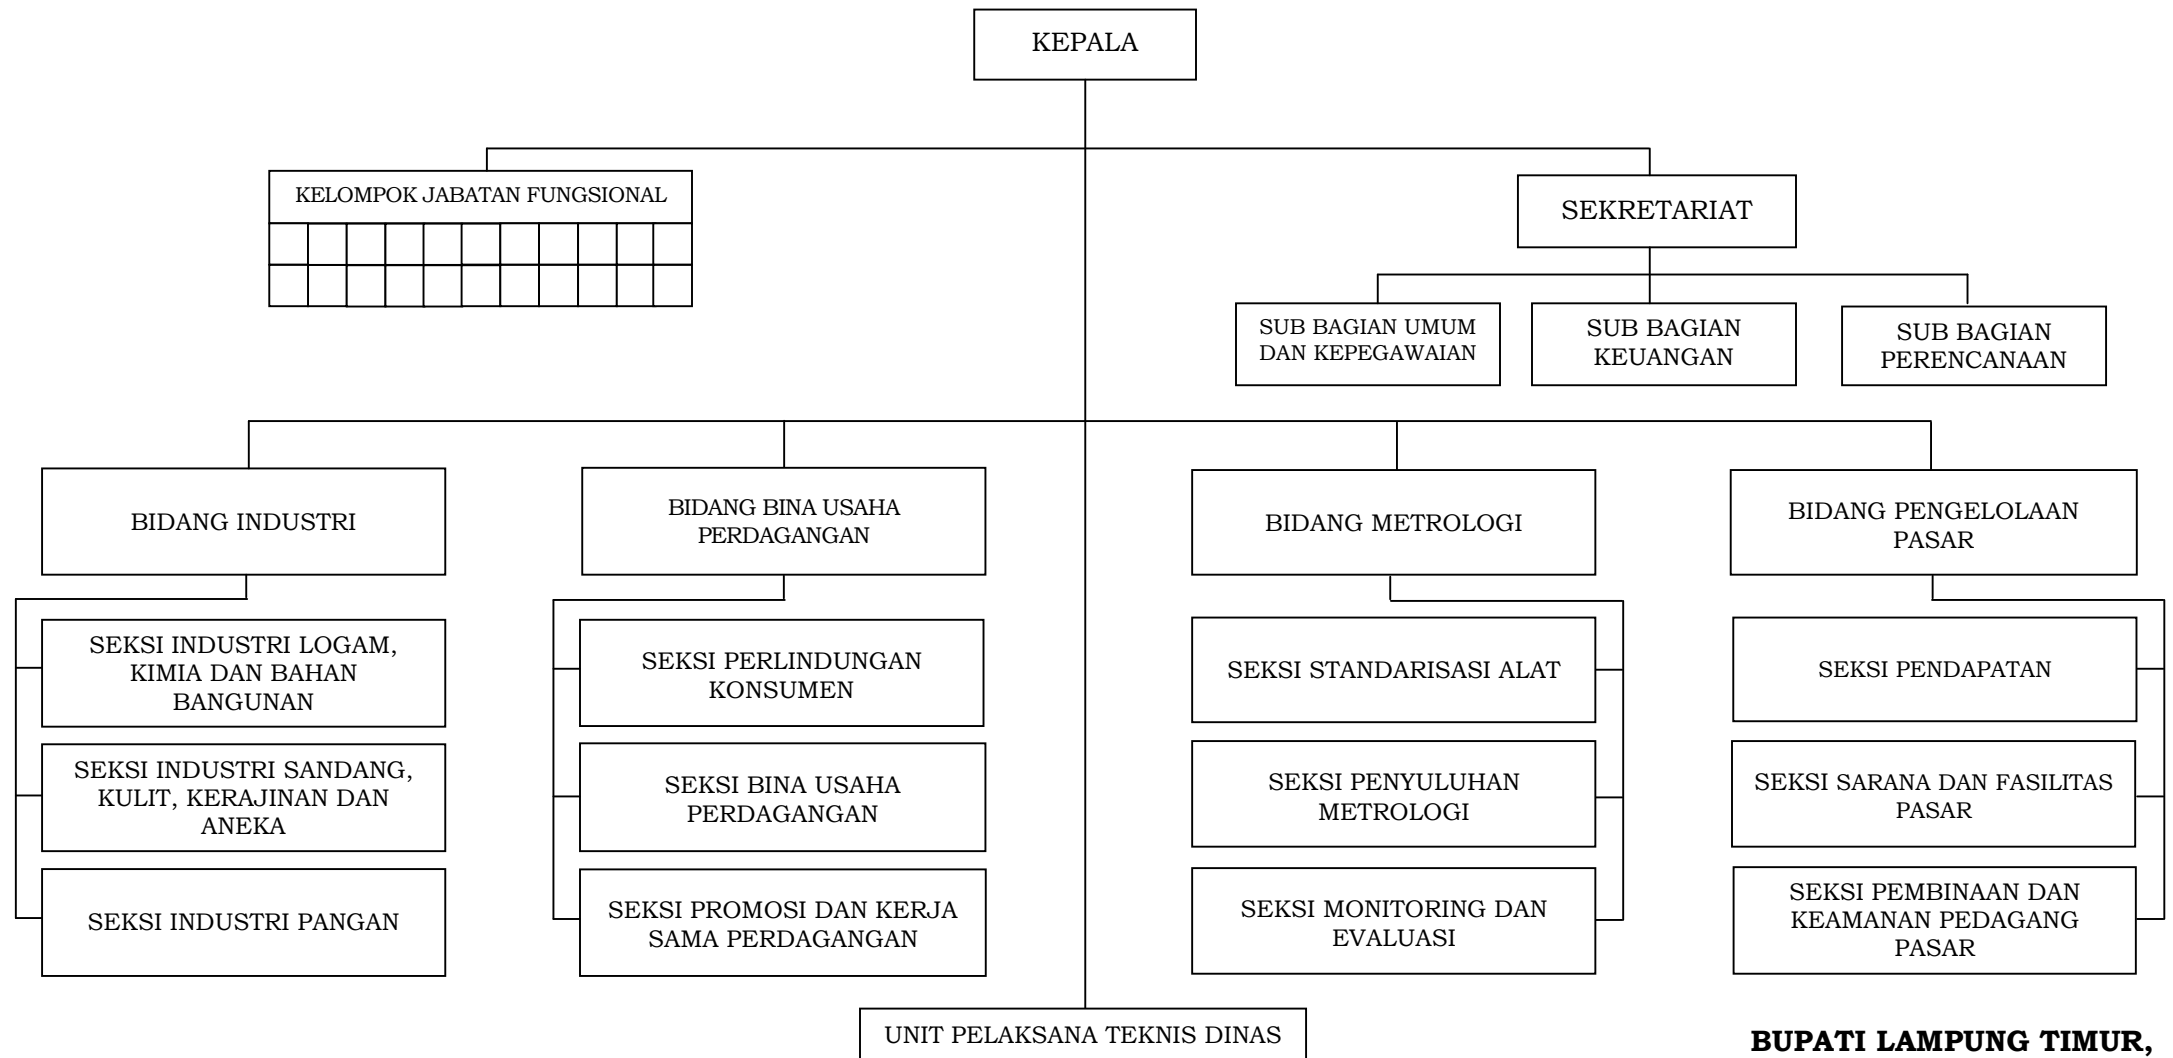 KEPALA
KELOMPOK JABATAN FUNGSIONAL
SEKRETARIAT
SUB BAGIAN UMUM
DAN KEPEGAWAIAN
SUB BAGIAN
KEUANGAN
SUB BAGIAN
PERENCANAAN
BIDANG INDUSTRI
BIDANG BINA USAHA
PERDAGANGAN
BIDANG METROLOGI
BIDANG PENGELOLAAN
PASAR
SEKSI INDUSTRI LOGAM,
KIMIA DAN BAHAN
BANGUNAN
SEKSI PERLINDUNGAN
KONSUMEN
SEKSI STANDARISASI ALAT
SEKSI PENDAPATAN
SEKSI INDUSTRI SANDANG,
KULIT, KERAJINAN DAN
ANEKA
SEKSI BINA USAHA
PERDAGANGAN
SEKSI PENYULUHAN
METROLOGI
SEKSI SARANA DAN FASILITAS
PASAR
SEKSI INDUSTRI PANGAN
SEKSI PROMOSI DAN KERJA
SAMA PERDAGANGAN
SEKSI MONITORING DAN
EVALUASI
SEKSI PEMBINAAN DAN
KEAMANAN PEDAGANG
PASAR
UNIT PELAKSANA TEKNIS DINAS
BUPATI LAMPUNG TIMUR,